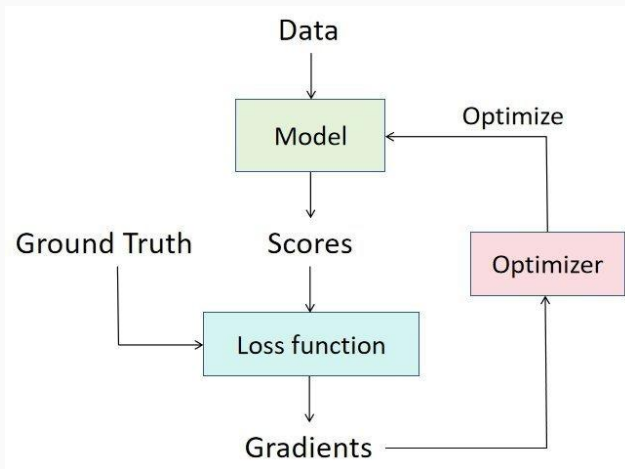 Data
Optimize
Model
Ground Truth
Scores
Optimizer
Loss function
Gradients